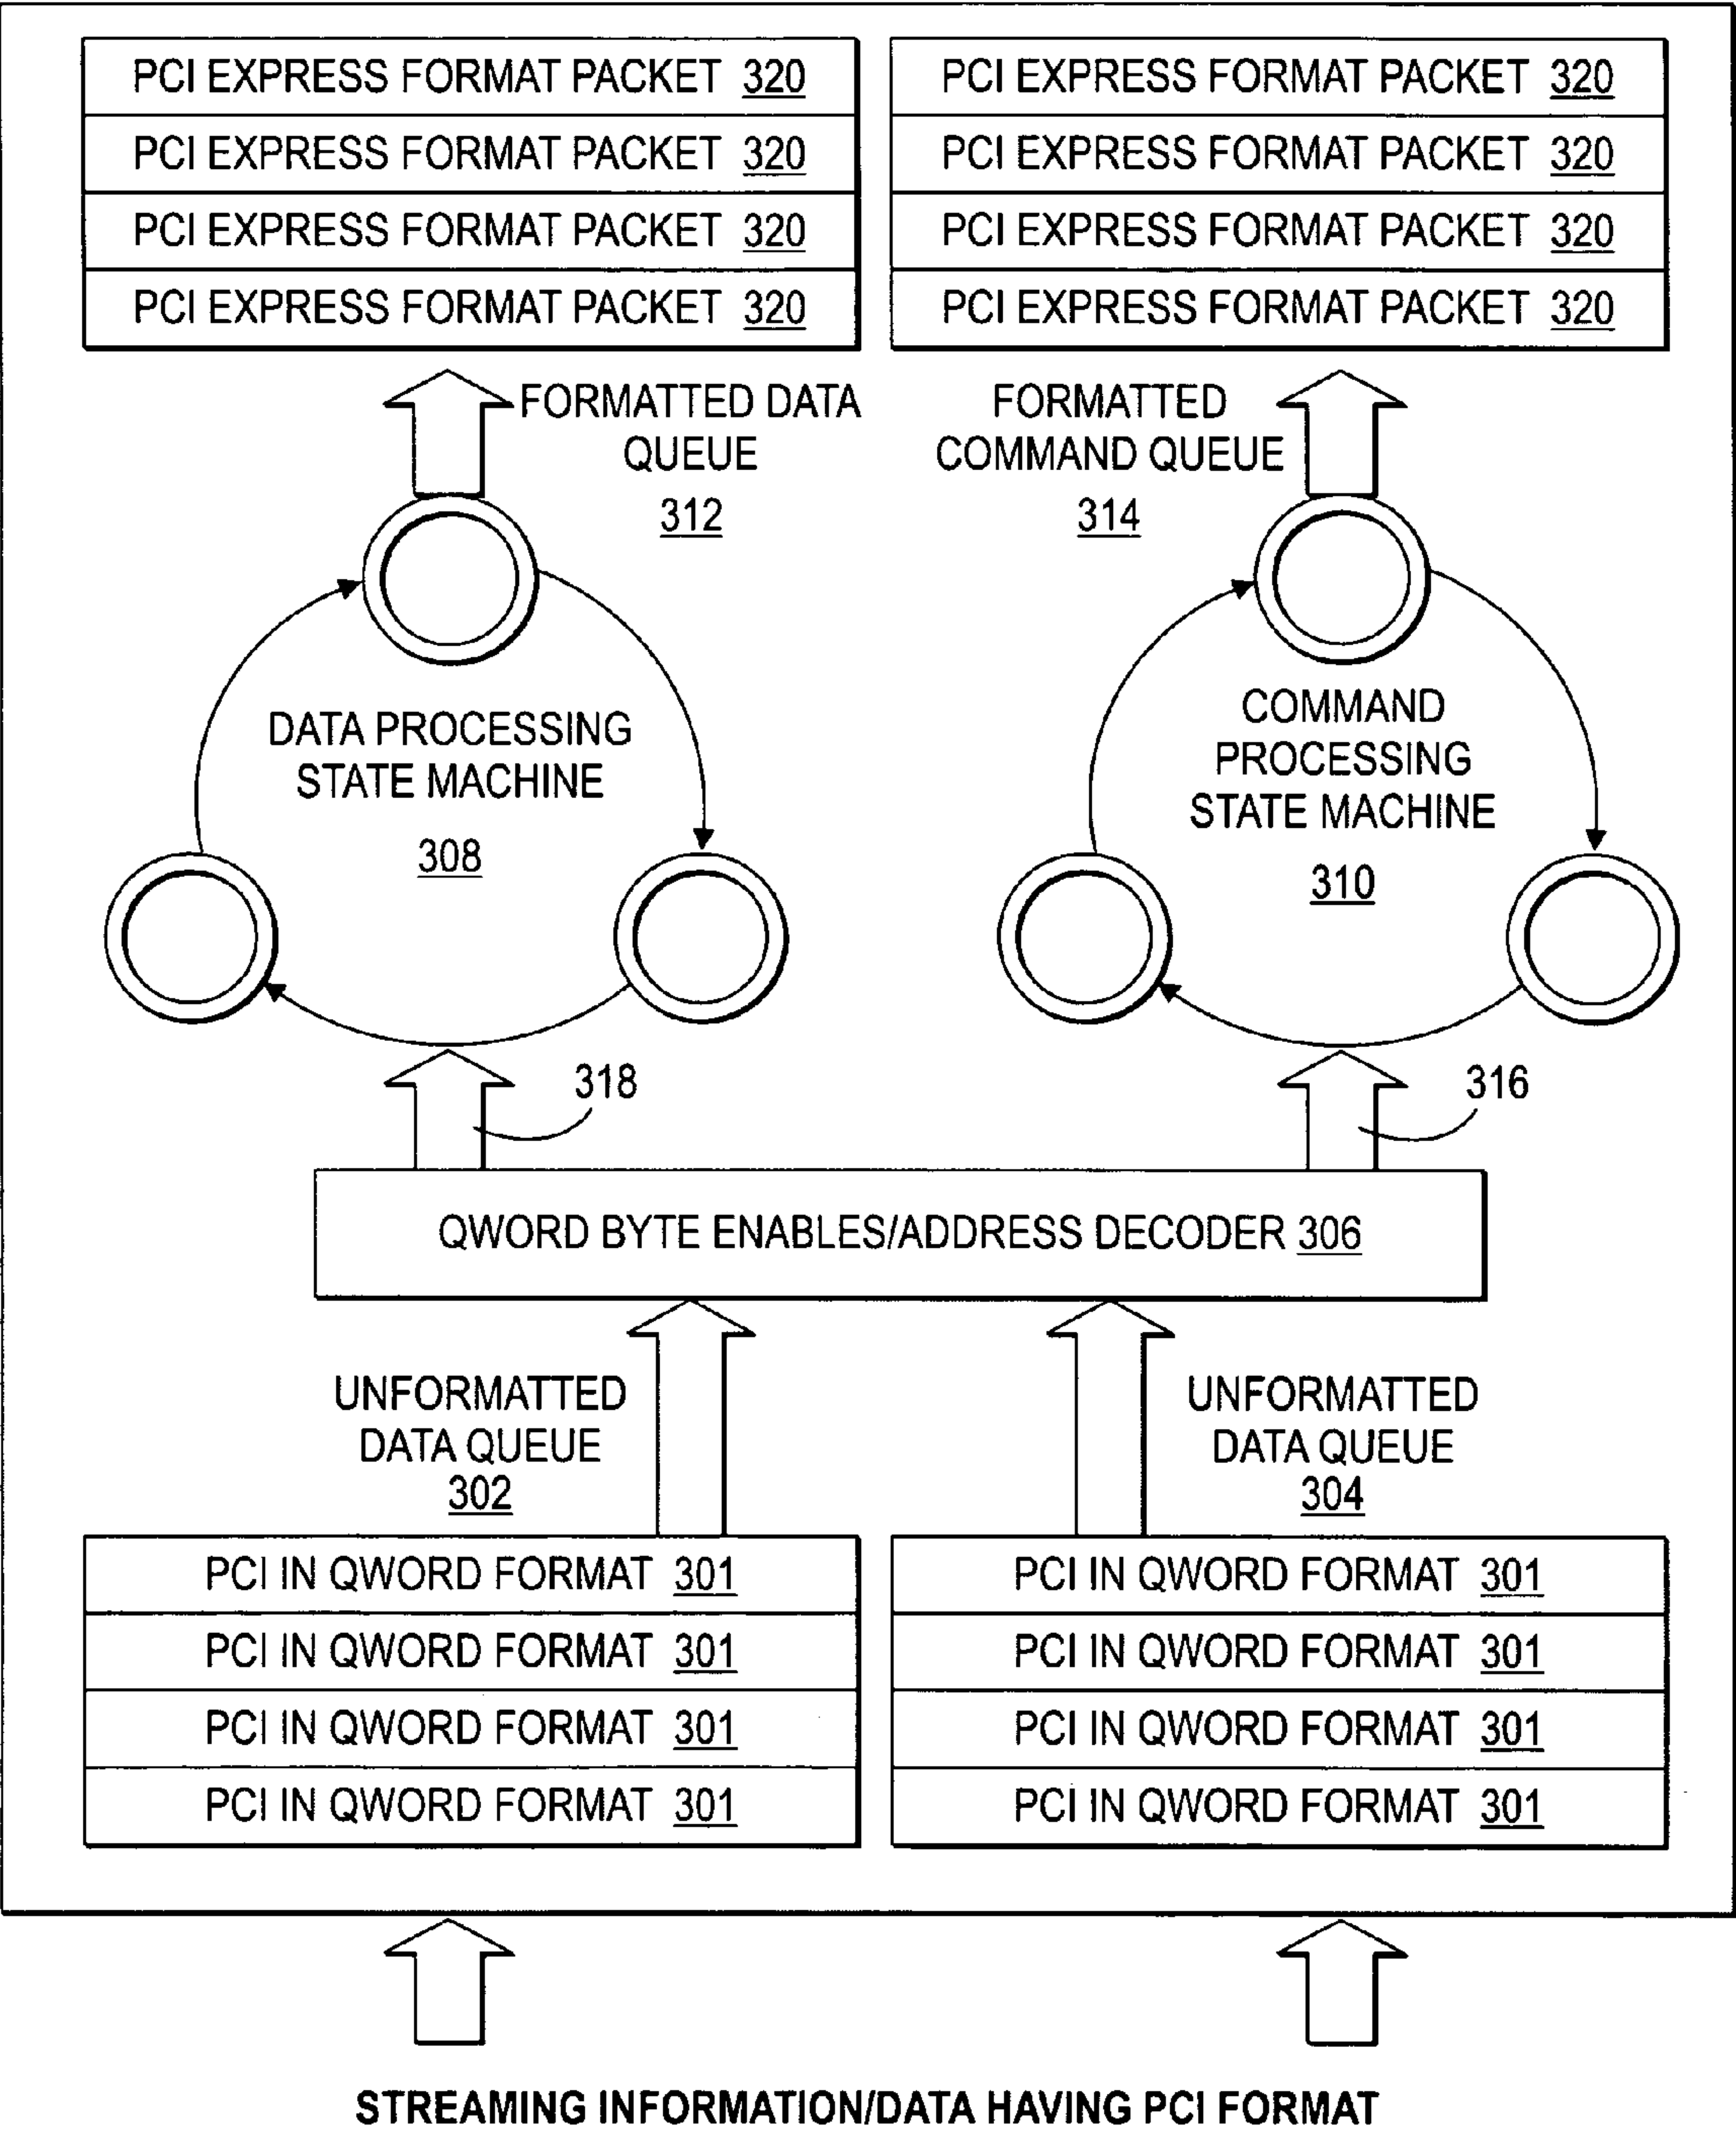 PCI EXPRESS FORMAT PACKET 320
PCI EXPRESS FORMAT PACKET 320
PCI EXPRESS FORMAT PACKET 320
PCI EXPRESS FORMAT PACKET 320
PCI EXPRESS FORMAT PACKET 320
PCI EXPRESS FORMAT PACKET 320
PCI EXPRESS FORMAT PACKET 320
PCI EXPRESS FORMAT PACKET 320
FORMATTED DATA
QUEUE
312
FORMATTED
COMMAND QUEUE
314
DATA PROCESSING
STATE MACHINE
308
COMMAND
PROCESSING
STATE MACHINE
310
318
316
QWORD BYTE ENABLES/ADDRESS DECODER 306
UNFORMATTED
DATA QUEUE
302
UNFORMATTED
DATA QUEUE
304
PCI IN QWORD FORMAT 301
PCI IN QWORD FORMAT 301
PCI IN QWORD FORMAT 301
PCI IN QWORD FORMAT 301
PCI IN QWORD FORMAT 301
PCI IN QWORD FORMAT 301
PCI IN QWORD FORMAT 301
PCI IN QWORD FORMAT 301
STREAMING INFORMATION/DATA HAVING PCI FORMAT